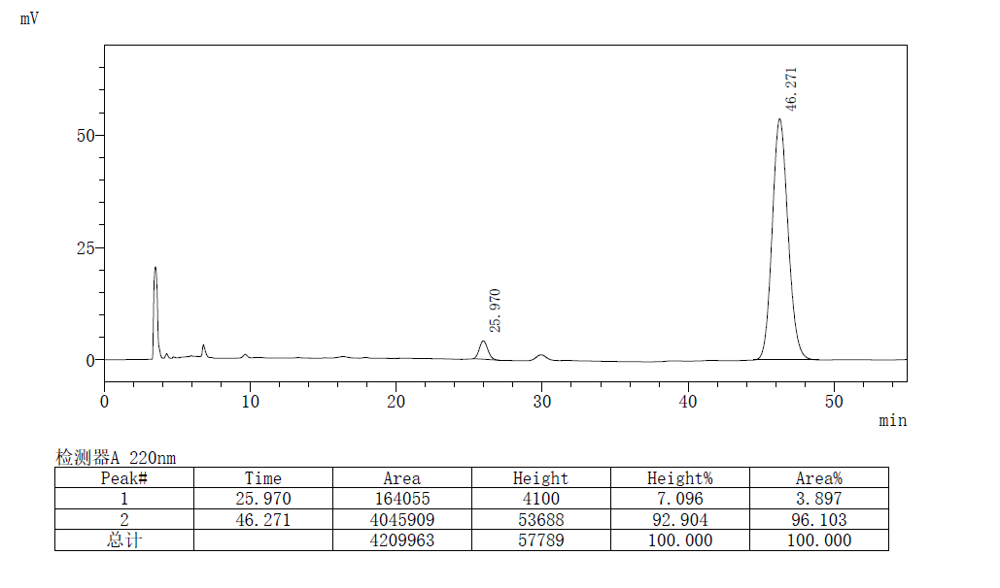 mV
46.271
50
25
25.970
0
0 10 20 30 40 50
min
检测器A 220nm
Peak# Time Area Height Height% Area%
1 25.970 164055 4100 7.096 3.897
2 46.271 4045909 53688 92.904 96.103
总计 4209963 57789 100.000 100.000